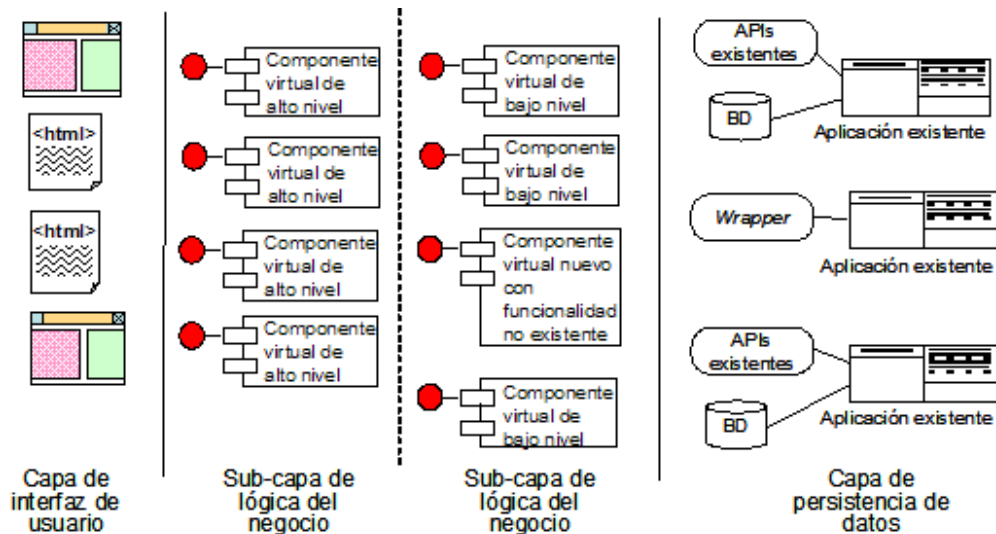 <html>
<html>
Capa de
interfaz de
usuario
Componente
virtual de
alto nivel
Componente
virtual de
alto nivel
Componente
virtual de
alto nivel
Componente
virtual de
alto nivel
Sub-capa de
lógica del
negocio
Componente
virtual de
bajo nivel
Componente
virtual de
bajo nivel
Componente
virtual nuevo
con
funcionalidad
no existente
Componente
virtual de
bajo nivel
Sub-capa de
lógica del
negocio
APIs
existentes
BD
Aplicación existente
Wrapper
Aplicación existente
APIs
existentes
BD
Aplicación existente
Capa de
persistencia de
datos